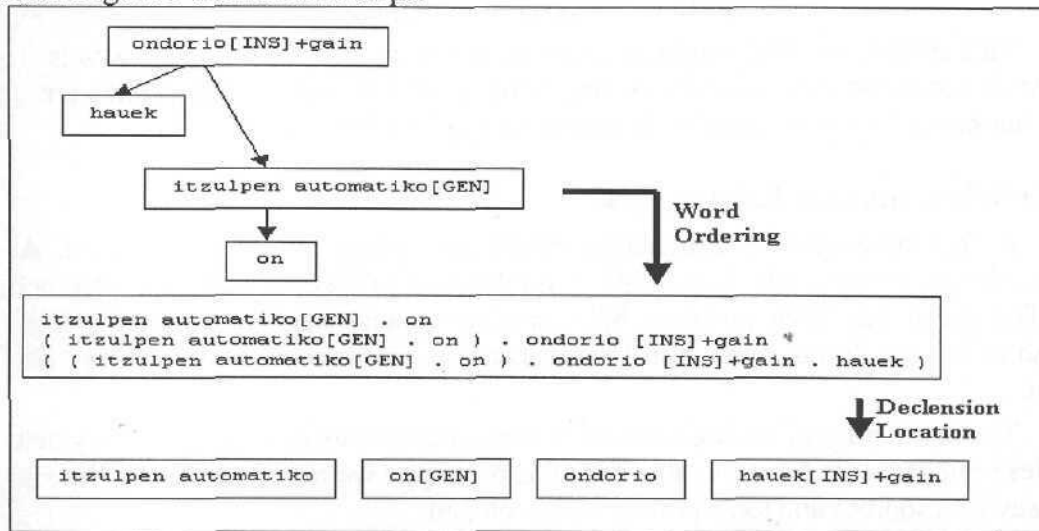 ondorio[INS]+gain
hauek
itzulpen automatiko[GEN]
Word
Ordering
on
itzulpen automatiko[GEN] . on
( itzulpen automatiko[GEN] . on ) . ondorio [INS]+gain
( ( itzulpen automatiko[GEN] . on ) . ondorio [INS]+gain . hauek )
Declension
Location
itzulpen automatiko on[GEN] ondorio hauek[INS]+gain